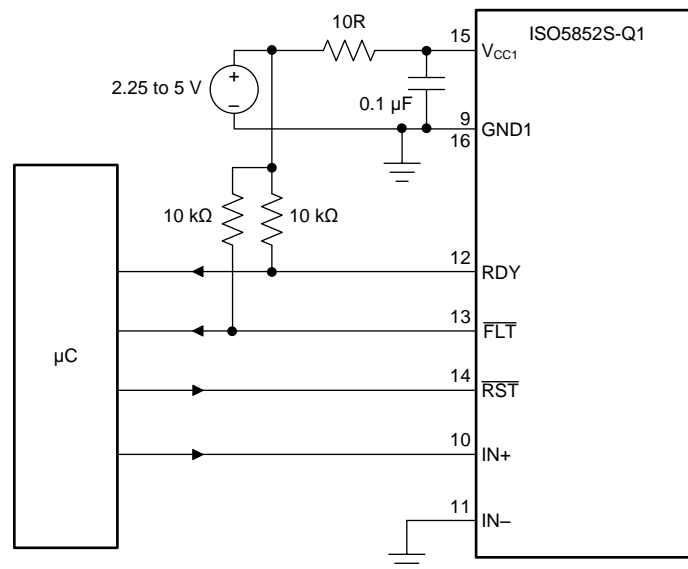 10R
15
ISO5852S-Q1
VCC1
2.25 to 5 V
+
–
0.1 µF
9
GND1
16
10 kΩ
10 kΩ
12
RDY
13
FLT
µC
14
RST
10
IN+
11
IN–